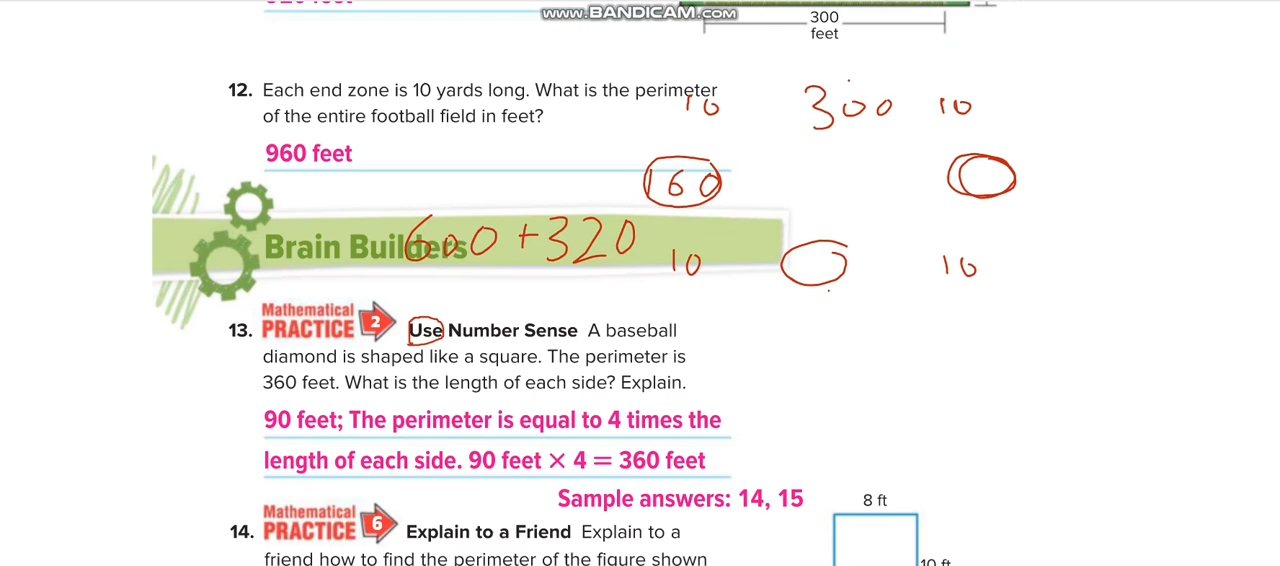 www.BANDICAM.com
300
feet
12. Each end zone is 10 yards long. What is the perimeter
of the entire football field in feet?
10 300 10
960 feet
160
Brain Builders
600 + 320
10 10
13. Mathematical PRACTICE 2 Use Number Sense A baseball
diamond is shaped like a square. The perimeter is
360 feet. What is the length of each side? Explain.
90 feet; The perimeter is equal to 4 times the
length of each side. 90 feet × 4 = 360 feet
Sample answers: 14, 15
8 ft
14. Mathematical PRACTICE 6 Explain to a Friend Explain to a
friend how to find the perimeter of the figure shown
10 ft